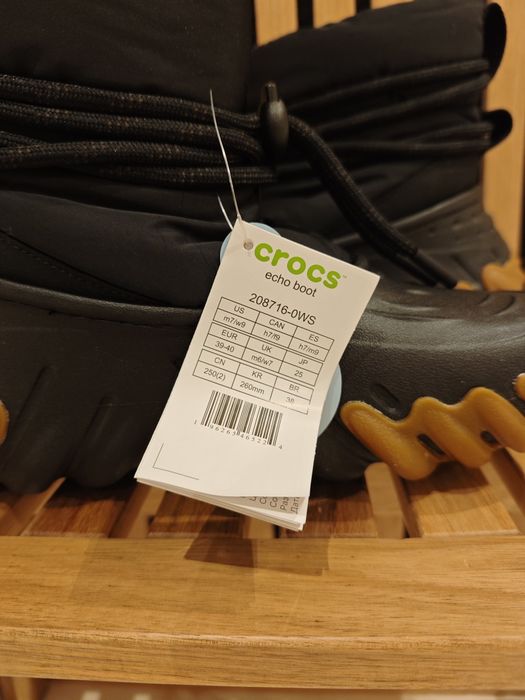 crocs™
echo boot
208716-0WS
US CAN ES
m7/w9 h7/f9 h7/m9
EUR UK JP
39-40 m6/w7 25
CN KR BR
250(2) 260mm 38